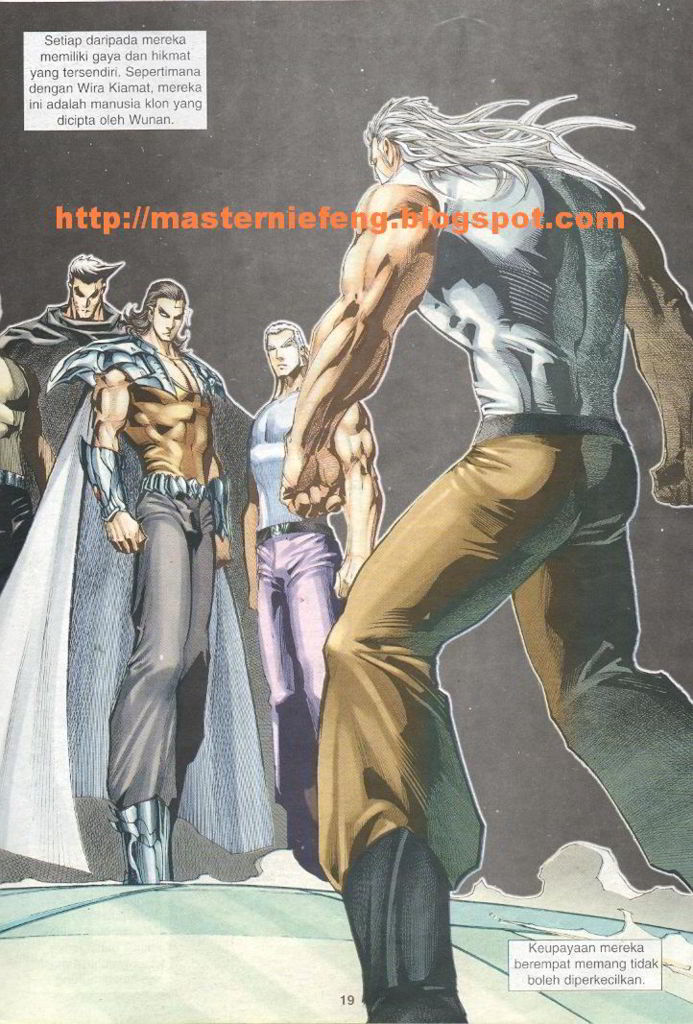 Setiap daripada mereka
memiliki gaya dan hikmat
yang tersendiri. Sepertimana
dengan Wira Kiamat, mereka
ini adalah manusia klon yang
dicipta oleh Wunan.
http://masterniefeng.blogspot.com
Keupayaan mereka
berempat memang tidak
boleh diperkecilkan.
19